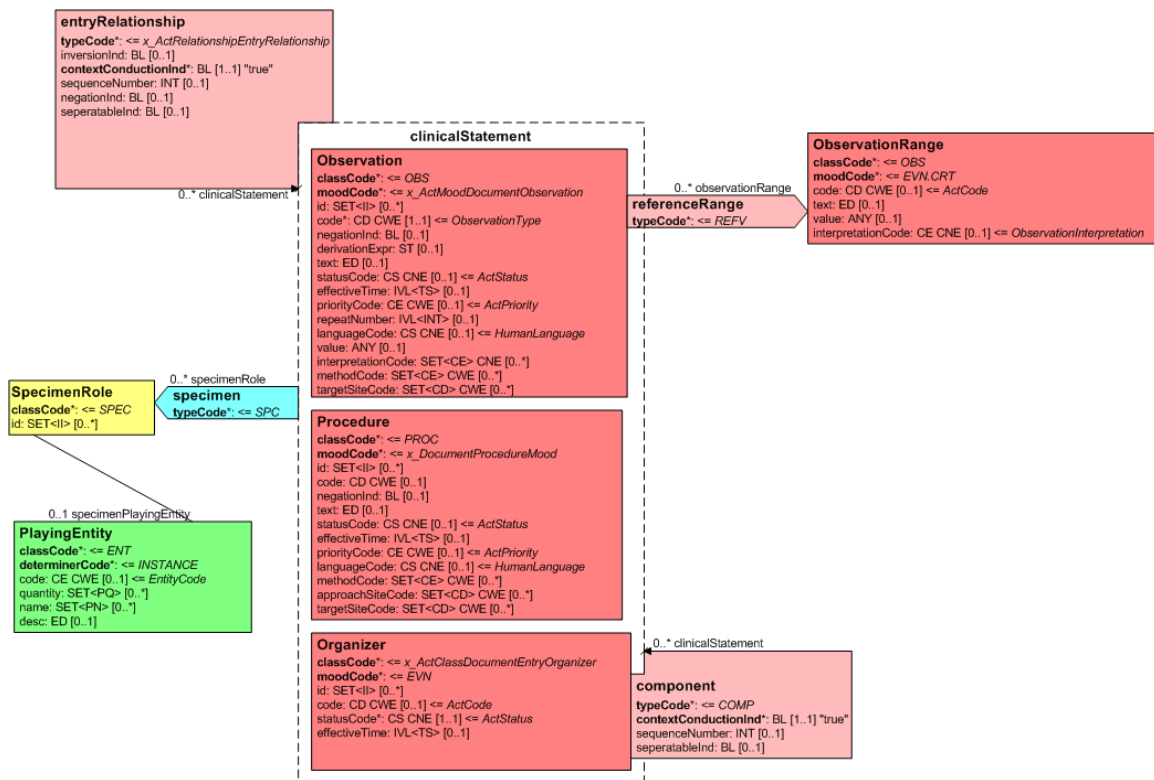 entryRelationship
typeCode*: <= x_ActRelationshipEntryRelationship
inversionInd: BL [0..1]
contextConductionInd*: BL [1..1] "true"
sequenceNumber: INT [0..1]
negationInd: BL [0..1]
seperatableInd: BL [0..1]
0..* clinicalStatement
clinicalStatement
Observation
classCode*: <= OBS
moodCode*: <= x_ActMoodDocumentObservation
id: SET<II> [0..*]
code*: CD CWE [1..1] <= ObservationType
negationInd: BL [0..1]
derivationExpr: ST [0..1]
text: ED [0..1]
statusCode: CS CNE [0..1] <= ActStatus
effectiveTime: IVL<TS> [0..1]
priorityCode: CE CWE [0..1] <= ActPriority
repeatNumber: IVL<INT> [0..1]
languageCode: CS CNE [0..1] <= HumanLanguage
value: ANY [0..1]
interpretationCode: SET<CE> CNE [0..*]
methodCode: SET<CE> CWE [0..*]
targetSiteCode: SET<CD> CWE [0..*]
0..* observationRange
referenceRange
typeCode*: <= REFV
ObservationRange
classCode*: <= OBS
moodCode*: <= EVN.CRT
code: CD CWE [0..1] <= ActCode
text: ED [0..1]
value: ANY [0..1]
interpretationCode: CE CNE [0..1] <= ObservationInterpretation
0..* specimenRole
specimen
typeCode*: <= SPC
SpecimenRole
classCode*: <= SPEC
id: SET<II> [0..*]
0..1 specimenPlayingEntity
PlayingEntity
classCode*: <= ENT
determinerCode*: <= INSTANCE
code: CE CWE [0..1] <= EntityCode
quantity: SET<PQ> [0..*]
name: SET<PN> [0..*]
desc: ED [0..1]
Procedure
classCode*: <= PROC
moodCode*: <= x_DocumentProcedureMood
id: SET<II> [0..*]
code: CD CWE [0..1]
negationInd: BL [0..1]
text: ED [0..1]
statusCode: CS CNE [0..1] <= ActStatus
effectiveTime: IVL<TS> [0..1]
priorityCode: CE CWE [0..1] <= ActPriority
languageCode: CS CNE [0..1] <= HumanLanguage
methodCode: SET<CE> CWE [0..*]
approachSiteCode: SET<CD> CWE [0..*]
targetSiteCode: SET<CD> CWE [0..*]
Organizer
classCode*: <= x_ActClassDocumentEntryOrganizer
moodCode*: <= EVN
id: SET<II> [0..*]
code: CD CWE [0..1] <= ActCode
statusCode*: CS CNE [1..1] <= ActStatus
effectiveTime: IVL<TS> [0..1]
0..* clinicalStatement
component
typeCode*: <= COMP
contextConductionInd*: BL [1..1] "true"
sequenceNumber: INT [0..1]
seperatableInd: BL [0..1]